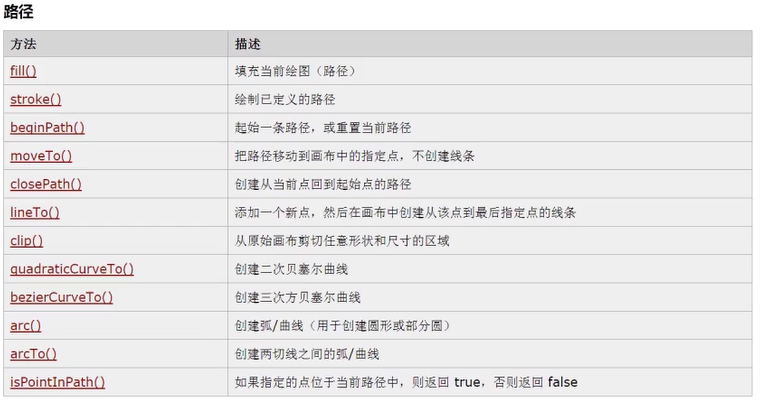 路径
方法 描述
fill() 填充当前绘图（路径）
stroke() 绘制已定义的路径
beginPath() 起始一条路径，或重置当前路径
moveTo() 把路径移动到画布中的指定点，不创建线条
closePath() 创建从当前点回到起始点的路径
lineTo() 添加一个新点，然后在画布中创建从该点到最后指定点的线条
clip() 从原始画布剪切任意形状和尺寸的区域
quadraticCurveTo() 创建二次贝塞尔曲线
bezierCurveTo() 创建三次方贝塞尔曲线
arc() 创建弧/曲线（用于创建圆形或部分圆）
arcTo() 创建两切线之间的弧/曲线
isPointInPath() 如果指定的点位于当前路径中，则返回 true，否则返回 false